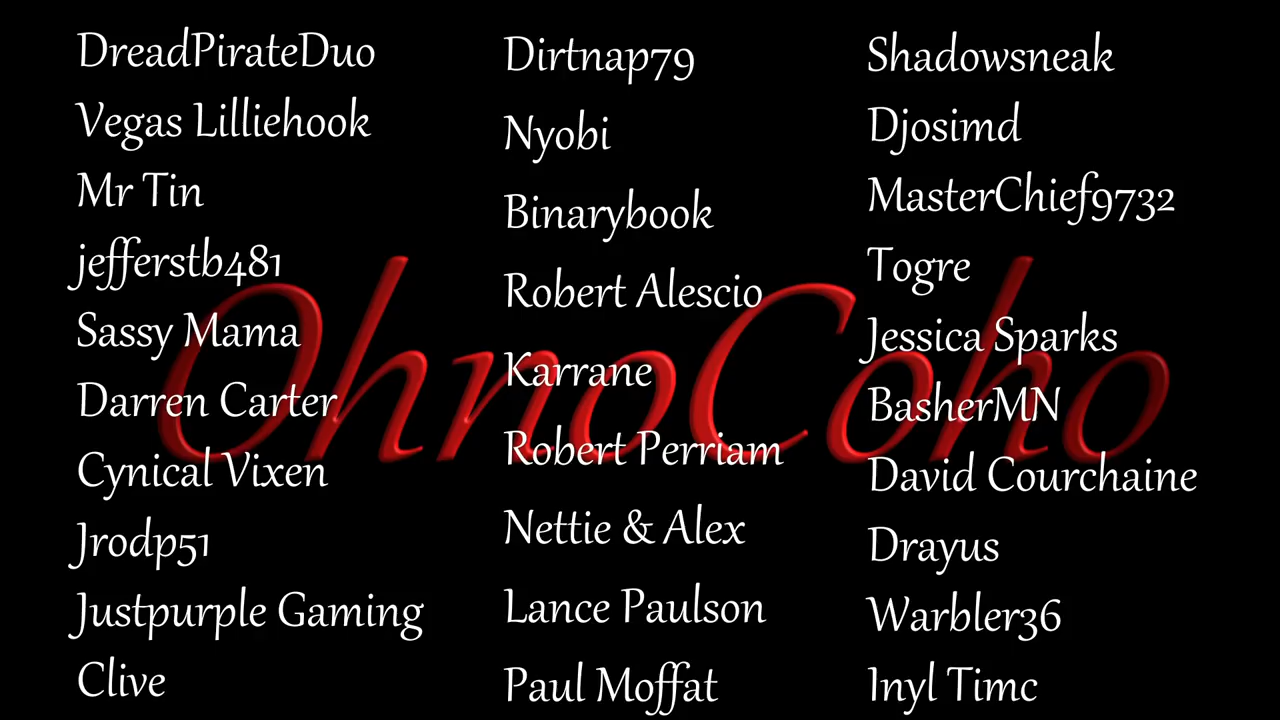 DreadPirateDuo
Vegas Lilliehook
Mr Tin
jefferstb481
Sassy Mama
Darren Carter
Cynical Vixen
Jrodp51
Justpurple Gaming
Clive
Dirtnap79
Nyobi
Binarybook
Robert Alescio
Karrane
Robert Perriam
Nettie & Alex
Lance Paulson
Paul Moffat
Shadowsneak
Djosimd
MasterChief9732
Togre
Jessica Sparks
BasherMN
David Courchaine
Drayus
Warbler36
Inyl Timc
OhnoCoho